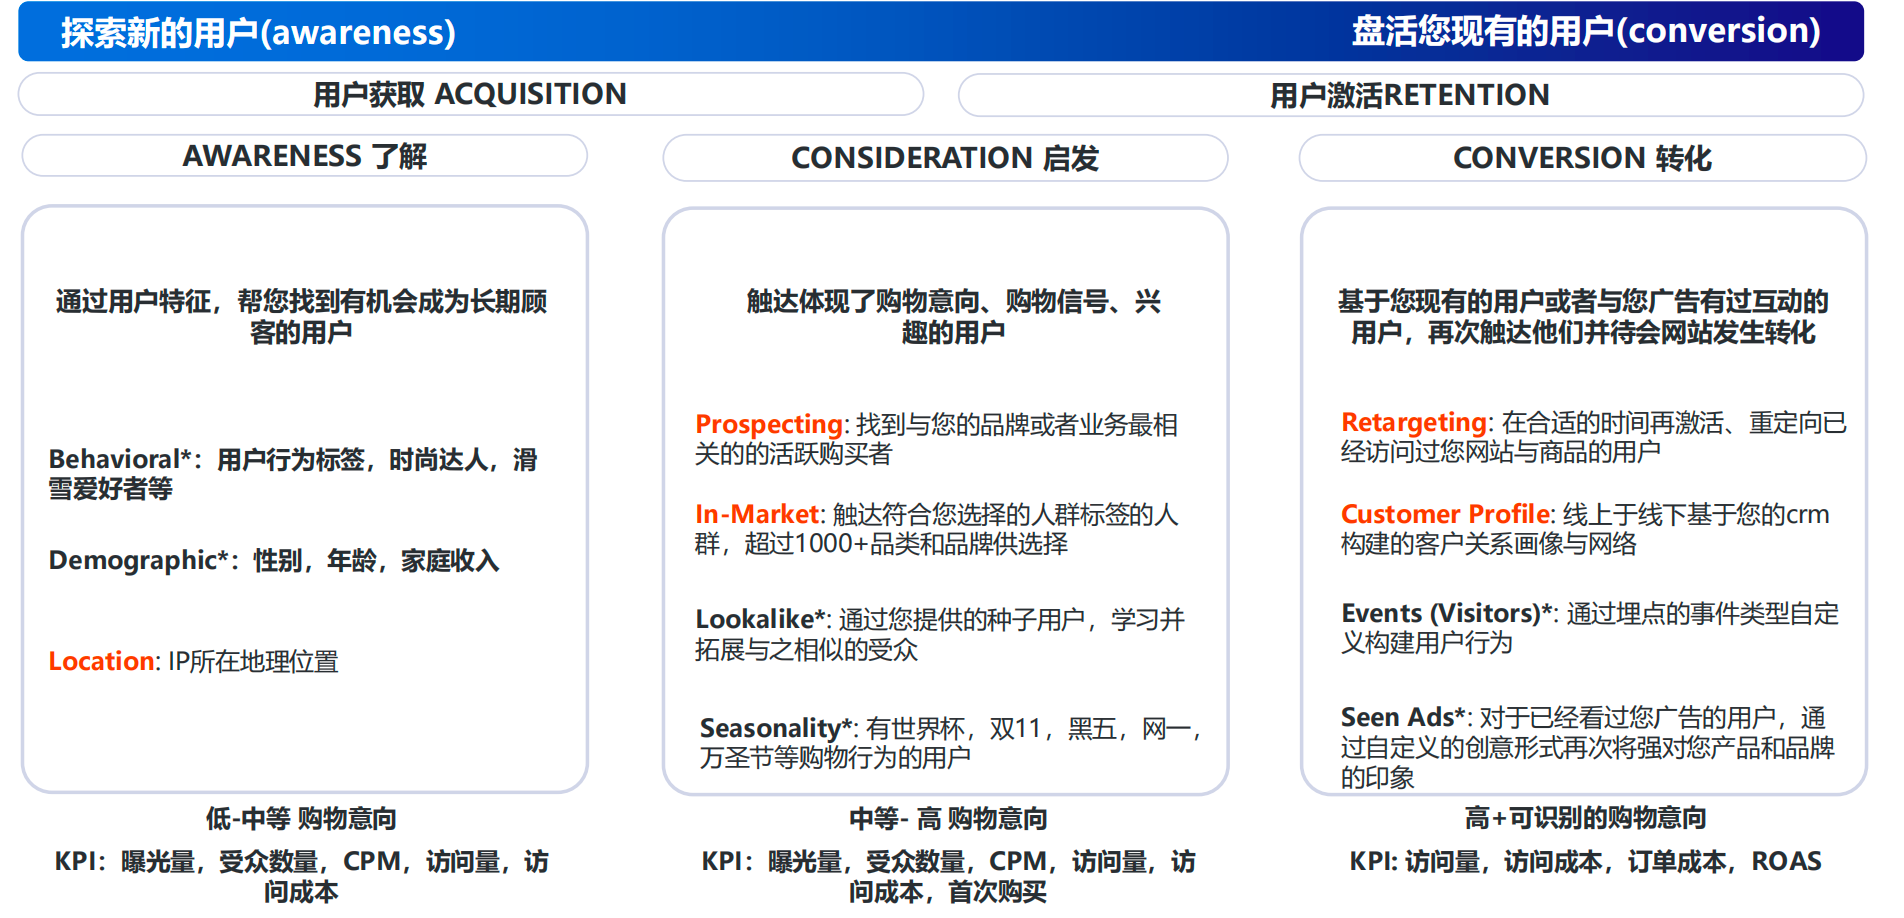 探索新的用户(awareness)
盘活您现有的用户(conversion)
用户获取 ACQUISITION
用户激活RETENTION
AWARENESS 了解
CONSIDERATION 启发
CONVERSION 转化
通过用户特征，帮您找到有机会成为长期顾
客的用户
Behavioral*：用户行为标签，时尚达人，滑
雪爱好者等
Demographic*：性别，年龄，家庭收入
Location: IP所在地理位置
低-中等 购物意向
KPI：曝光量，受众数量，CPM，访问量，访
问成本
触达体现了购物意向、购物信号、兴
趣的用户
Prospecting: 找到与您的品牌或者业务最相
关的的活跃购买者
In-Market: 触达符合您选择的人群标签的人
群，超过1000+品类和品牌供选择
Lookalike*: 通过您提供的种子用户，学习并
拓展与之相似的受众
Seasonality*: 有世界杯，双11，黑五，网一，
万圣节等购物行为的用户
中等- 高 购物意向
KPI：曝光量，受众数量，CPM，访问量，访
问成本，首次购买
基于您现有的用户或者与您广告有过互动的
用户，再次触达他们并待会网站发生转化
Retargeting: 在合适的时间再激活、重定向已
经访问过您网站与商品的用户
Customer Profile: 线上于线下基于您的crm
构建的客户关系画像与网络
Events (Visitors)*: 通过埋点的事件类型自定
义构建用户行为
Seen Ads*: 对于已经看过您广告的用户，通
过自定义的创意形式再次将强对您产品和品牌
的印象
高+可识别的购物意向
KPI: 访问量，访问成本，订单成本，ROAS